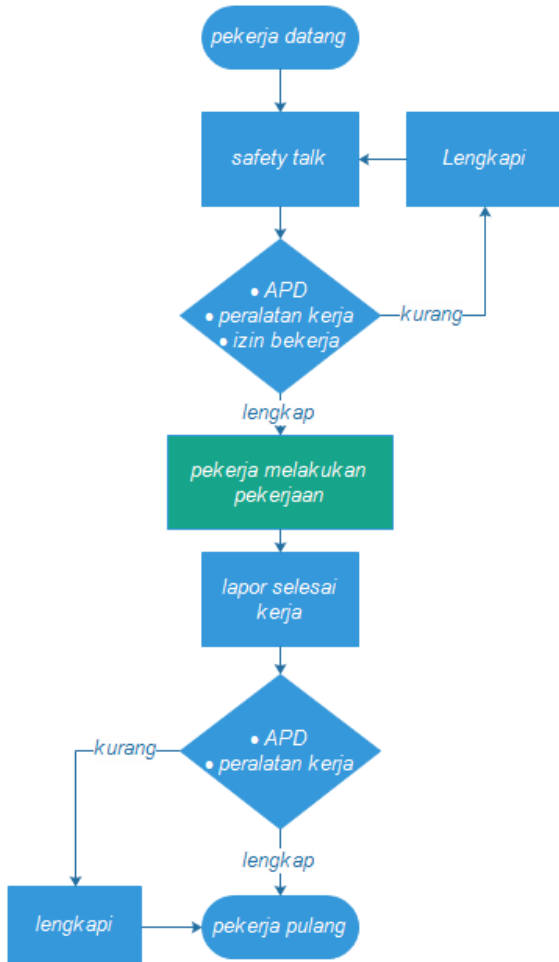 pekerja datang
safety talk
Lengkapi
• APD
• peralatan kerja
• izin bekerja
kurang
lengkap
pekerja melakukan
pekerjaan
lapor selesai
kerja
• APD
• peralatan kerja
kurang
lengkap
lengkapi
pekerja pulang